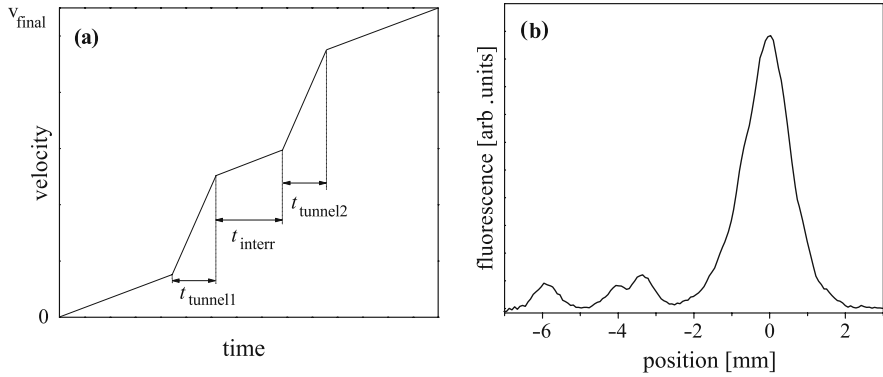 v_final
(a)
velocity
t_tunnel1
t_interr
t_tunnel2
0
time
(b)
fluorescence [arb .units]
-6 -4 -2 0 2
position [mm]